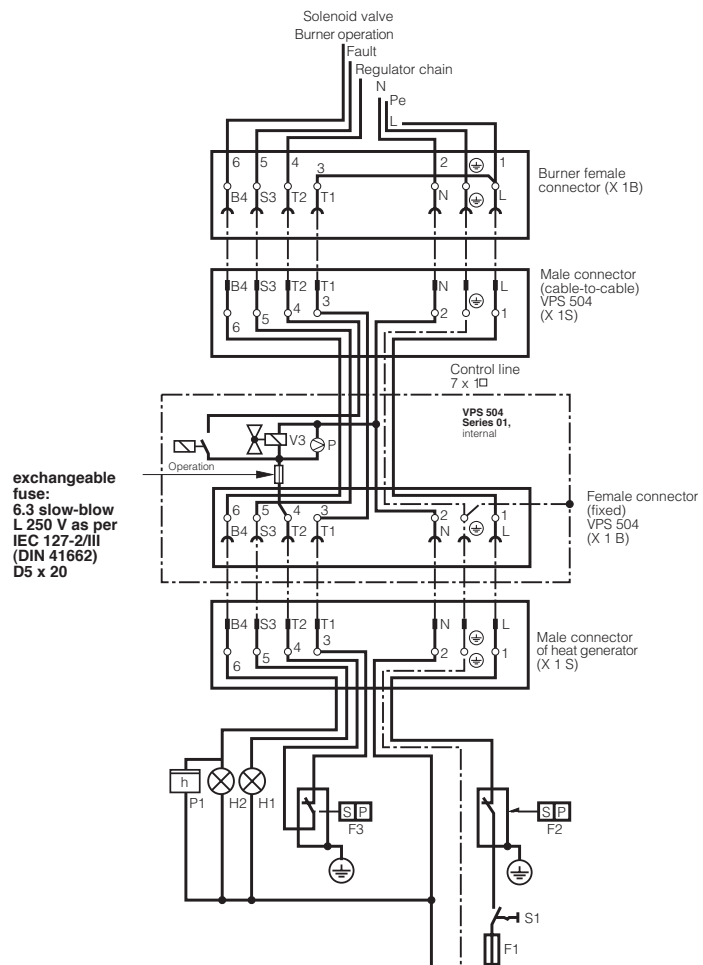 Solenoid valve
Burner operation
Fault
Regulator chain
N
Pe
L
6 5 4 3 2 1
B4 S3 T2 T1 N L
Burner female
connector (X 1B)
B4 S3 T2 T1 N L
6 5 4 3 2 1
Male connector
(cable-to-cable)
VPS 504
(X 1S)
Control line
7 x 1
VPS 504
Series 01,
internal
V3
P
Operation
exchangeable
fuse:
6.3 slow-blow
L 250 V as per
IEC 127-2/III
(DIN 41662)
D5 x 20
6 5 4 3 2 1
B4 S3 T2 T1 N L
Female connector
(fixed)
VPS 504
(X 1 B)
B4 S3 T2 T1 N L
6 5 4 3 2 1
Male connector
of heat generator
(X 1 S)
h
P1
H2
H1
S P
F3
S P
F2
S1
F1